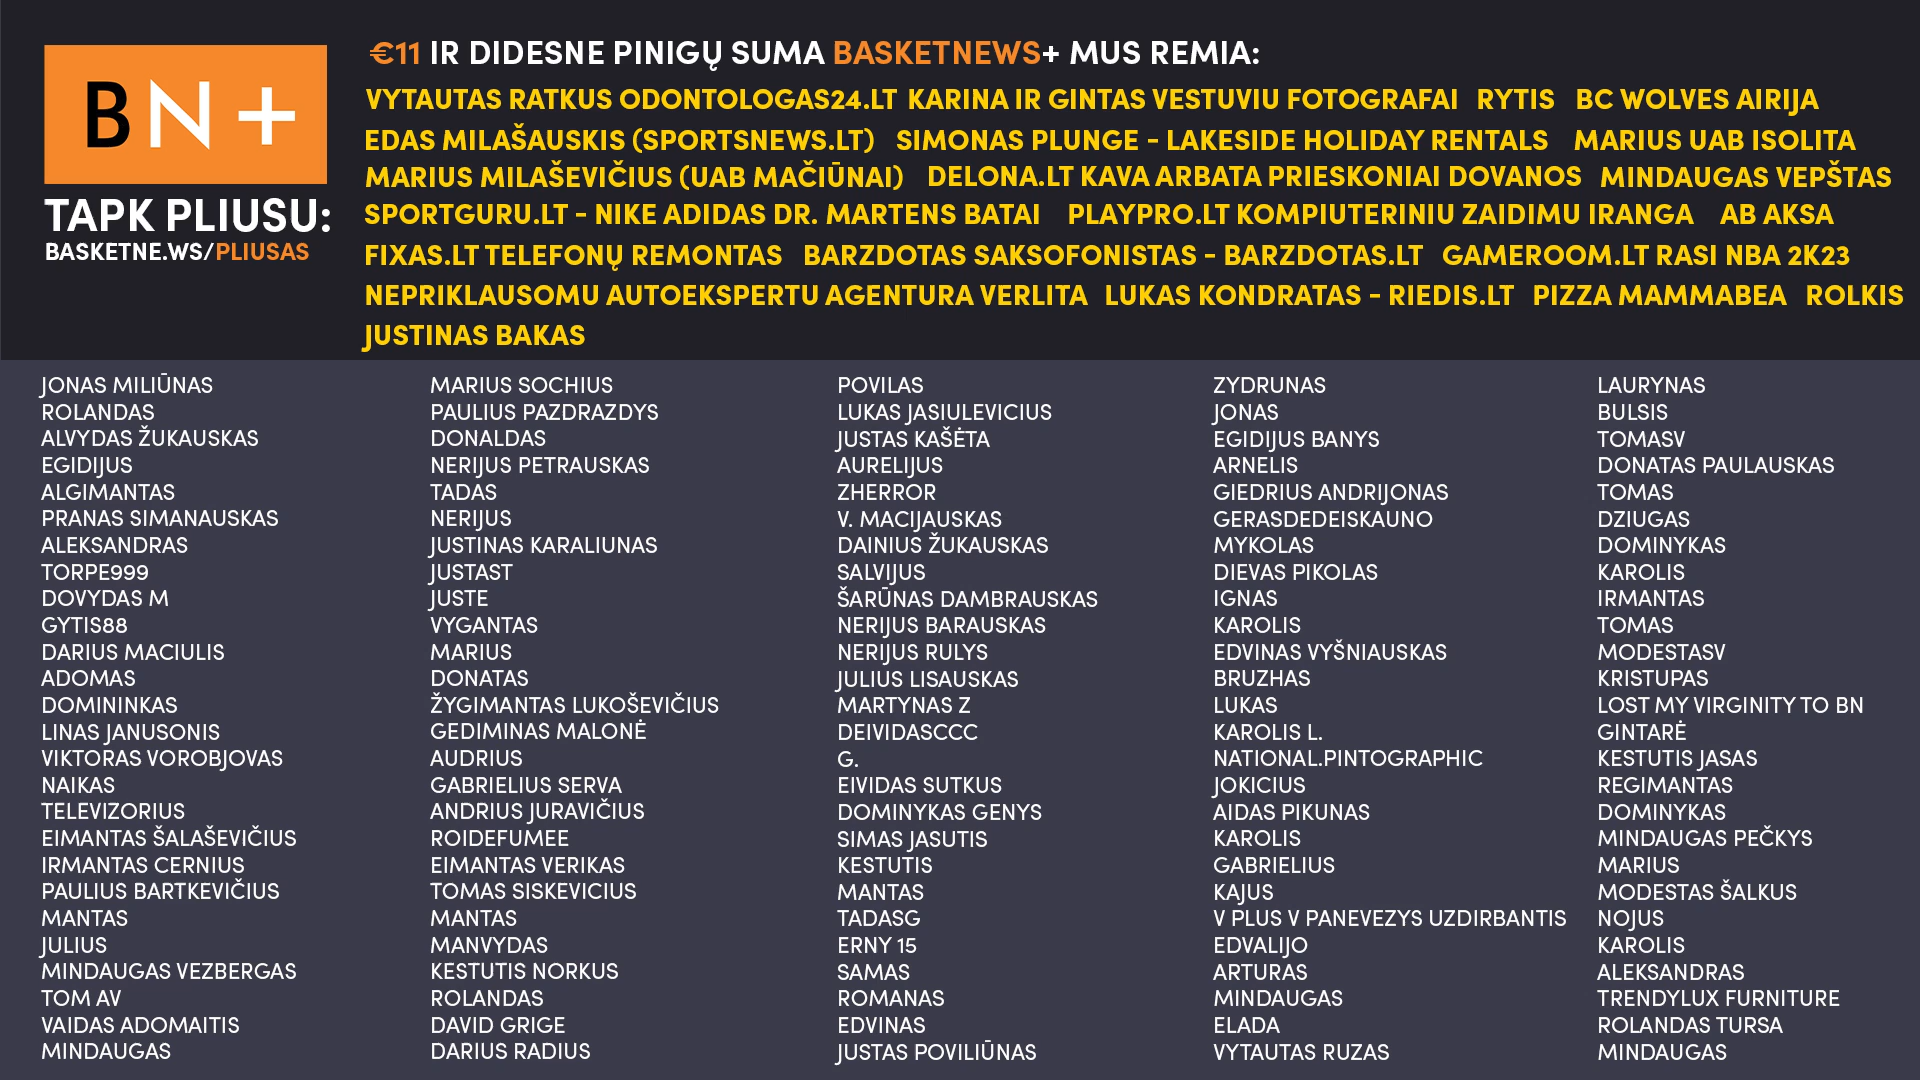 BN+
TAPK PLIUSU:
BASKETNE.WS/PLIUSAS
€11 IR DIDESNE PINIGŲ SUMA BASKETNEWS+ MUS REMIA:
VYTAUTAS RATKUS ODONTOLOGAS24.LT KARINA IR GINTAS VESTUVIU FOTOGRAFAI RYTIS BC WOLVES AIRIJA
EDAS MILAŠAUSKIS (SPORTSNEWS.LT) SIMONAS PLUNGE - LAKESIDE HOLIDAY RENTALS MARIUS UAB ISOLITA
MARIUS MILAŠEVIČIUS (UAB MAČIŪNAI) DELONA.LT KAVA ARBATA PRIESKONIAI DOVANOS MINDAUGAS VEPŠTAS
SPORTGURU.LT - NIKE ADIDAS DR. MARTENS BATAI PLAYPRO.LT KOMPIUTERINIU ZAIDIMU IRANGA AB AKSA
FIXAS.LT TELEFONŲ REMONTAS BARZDOTAS SAKSOFONISTAS - BARZDOTAS.LT GAMEROOM.LT RASI NBA 2K23
NEPRIKLAUSOMU AUTOEKSPERTU AGENTURA VERLITA LUKAS KONDRATAS - RIEDIS.LT PIZZA MAMMABEA ROLKIS
JUSTINAS BAKAS
JONAS MILIŪNAS
ROLANDAS
ALVYDAS ŽUKAUSKAS
EGIDIJUS
ALGIMANTAS
PRANAS SIMANAUSKAS
ALEKSANDRAS
TORPE999
DOVYDAS M
GYTIS88
DARIUS MACIULIS
ADOMAS
DOMININKAS
LINAS JANUSONIS
VIKTORAS VOROBJOVAS
NAIKAS
TELEVIZORIUS
EIMANTAS ŠALAŠEVIČIUS
IRMANTAS CERNIUS
PAULIUS BARTKEVIČIUS
MANTAS
JULIUS
MINDAUGAS VEZBERGAS
TOM AV
VAIDAS ADOMAITIS
MINDAUGAS
MARIUS SOCHIUS
PAULIUS PAZDRAZDYS
DONALDAS
NERIJUS PETRAUSKAS
TADAS
NERIJUS
JUSTINAS KARALIUNAS
JUSTAST
JUSTE
VYGANTAS
MARIUS
DONATAS
ŽYGIMANTAS LUKOŠEVIČIUS
GEDIMINAS MALONĖ
AUDRIUS
GABRIELIUS SERVA
ANDRIUS JURAVIČIUS
ROIDEFUMEE
EIMANTAS VERIKAS
TOMAS SISKEVICIUS
MANTAS
MANVYDAS
KESTUTIS NORKUS
ROLANDAS
DAVID GRIGE
DARIUS RADIUS
POVILAS
LUKAS JASIULEVICIUS
JUSTAS KAŠĖTA
AURELIJUS
ZHERROR
V. MACIJAUSKAS
DAINIUS ŽUKAUSKAS
SALVIJUS
ŠARŪNAS DAMBRAUSKAS
NERIJUS BARAUSKAS
NERIJUS RULYS
JULIUS LISAUSKAS
MARTYNAS Z
DEIVIDASCCC
G.
EIVIDAS SUTKUS
DOMINYKAS GENYS
SIMAS JASUTIS
KESTUTIS
MANTAS
TADASG
ERNY 15
SAMAS
ROMANAS
EDVINAS
JUSTAS POVILIŪNAS
ZYDRUNAS
JONAS
EGIDIJUS BANYS
ARNELIS
GIEDRIUS ANDRIJONAS
GERASDEDEISKAUNO
MYKOLAS
DIEVAS PIKOLAS
IGNAS
KAROLIS
EDVINAS VYŠNIAUSKAS
BRUZHAS
LUKAS
KAROLIS L.
NATIONAL.PINTOGRAPHIC
JOKICIUS
AIDAS PIKUNAS
KAROLIS
GABRIELIUS
KAJUS
V PLUS V PANEVEZYS UZDIRBANTIS
EDVALIJO
ARTURAS
MINDAUGAS
ELADA
VYTAUTAS RUZAS
LAURYNAS
BULSIS
TOMASV
DONATAS PAULAUSKAS
TOMAS
DZIUGAS
DOMINYKAS
KAROLIS
IRMANTAS
TOMAS
MODESTASV
KRISTUPAS
LOST MY VIRGINITY TO BN
GINTARĖ
KESTUTIS JASAS
REGIMANTAS
DOMINYKAS
MINDAUGAS PEČKYS
MARIUS
MODESTAS ŠALKUS
NOJUS
KAROLIS
ALEKSANDRAS
TRENDYLUX FURNITURE
ROLANDAS TURSA
MINDAUGAS